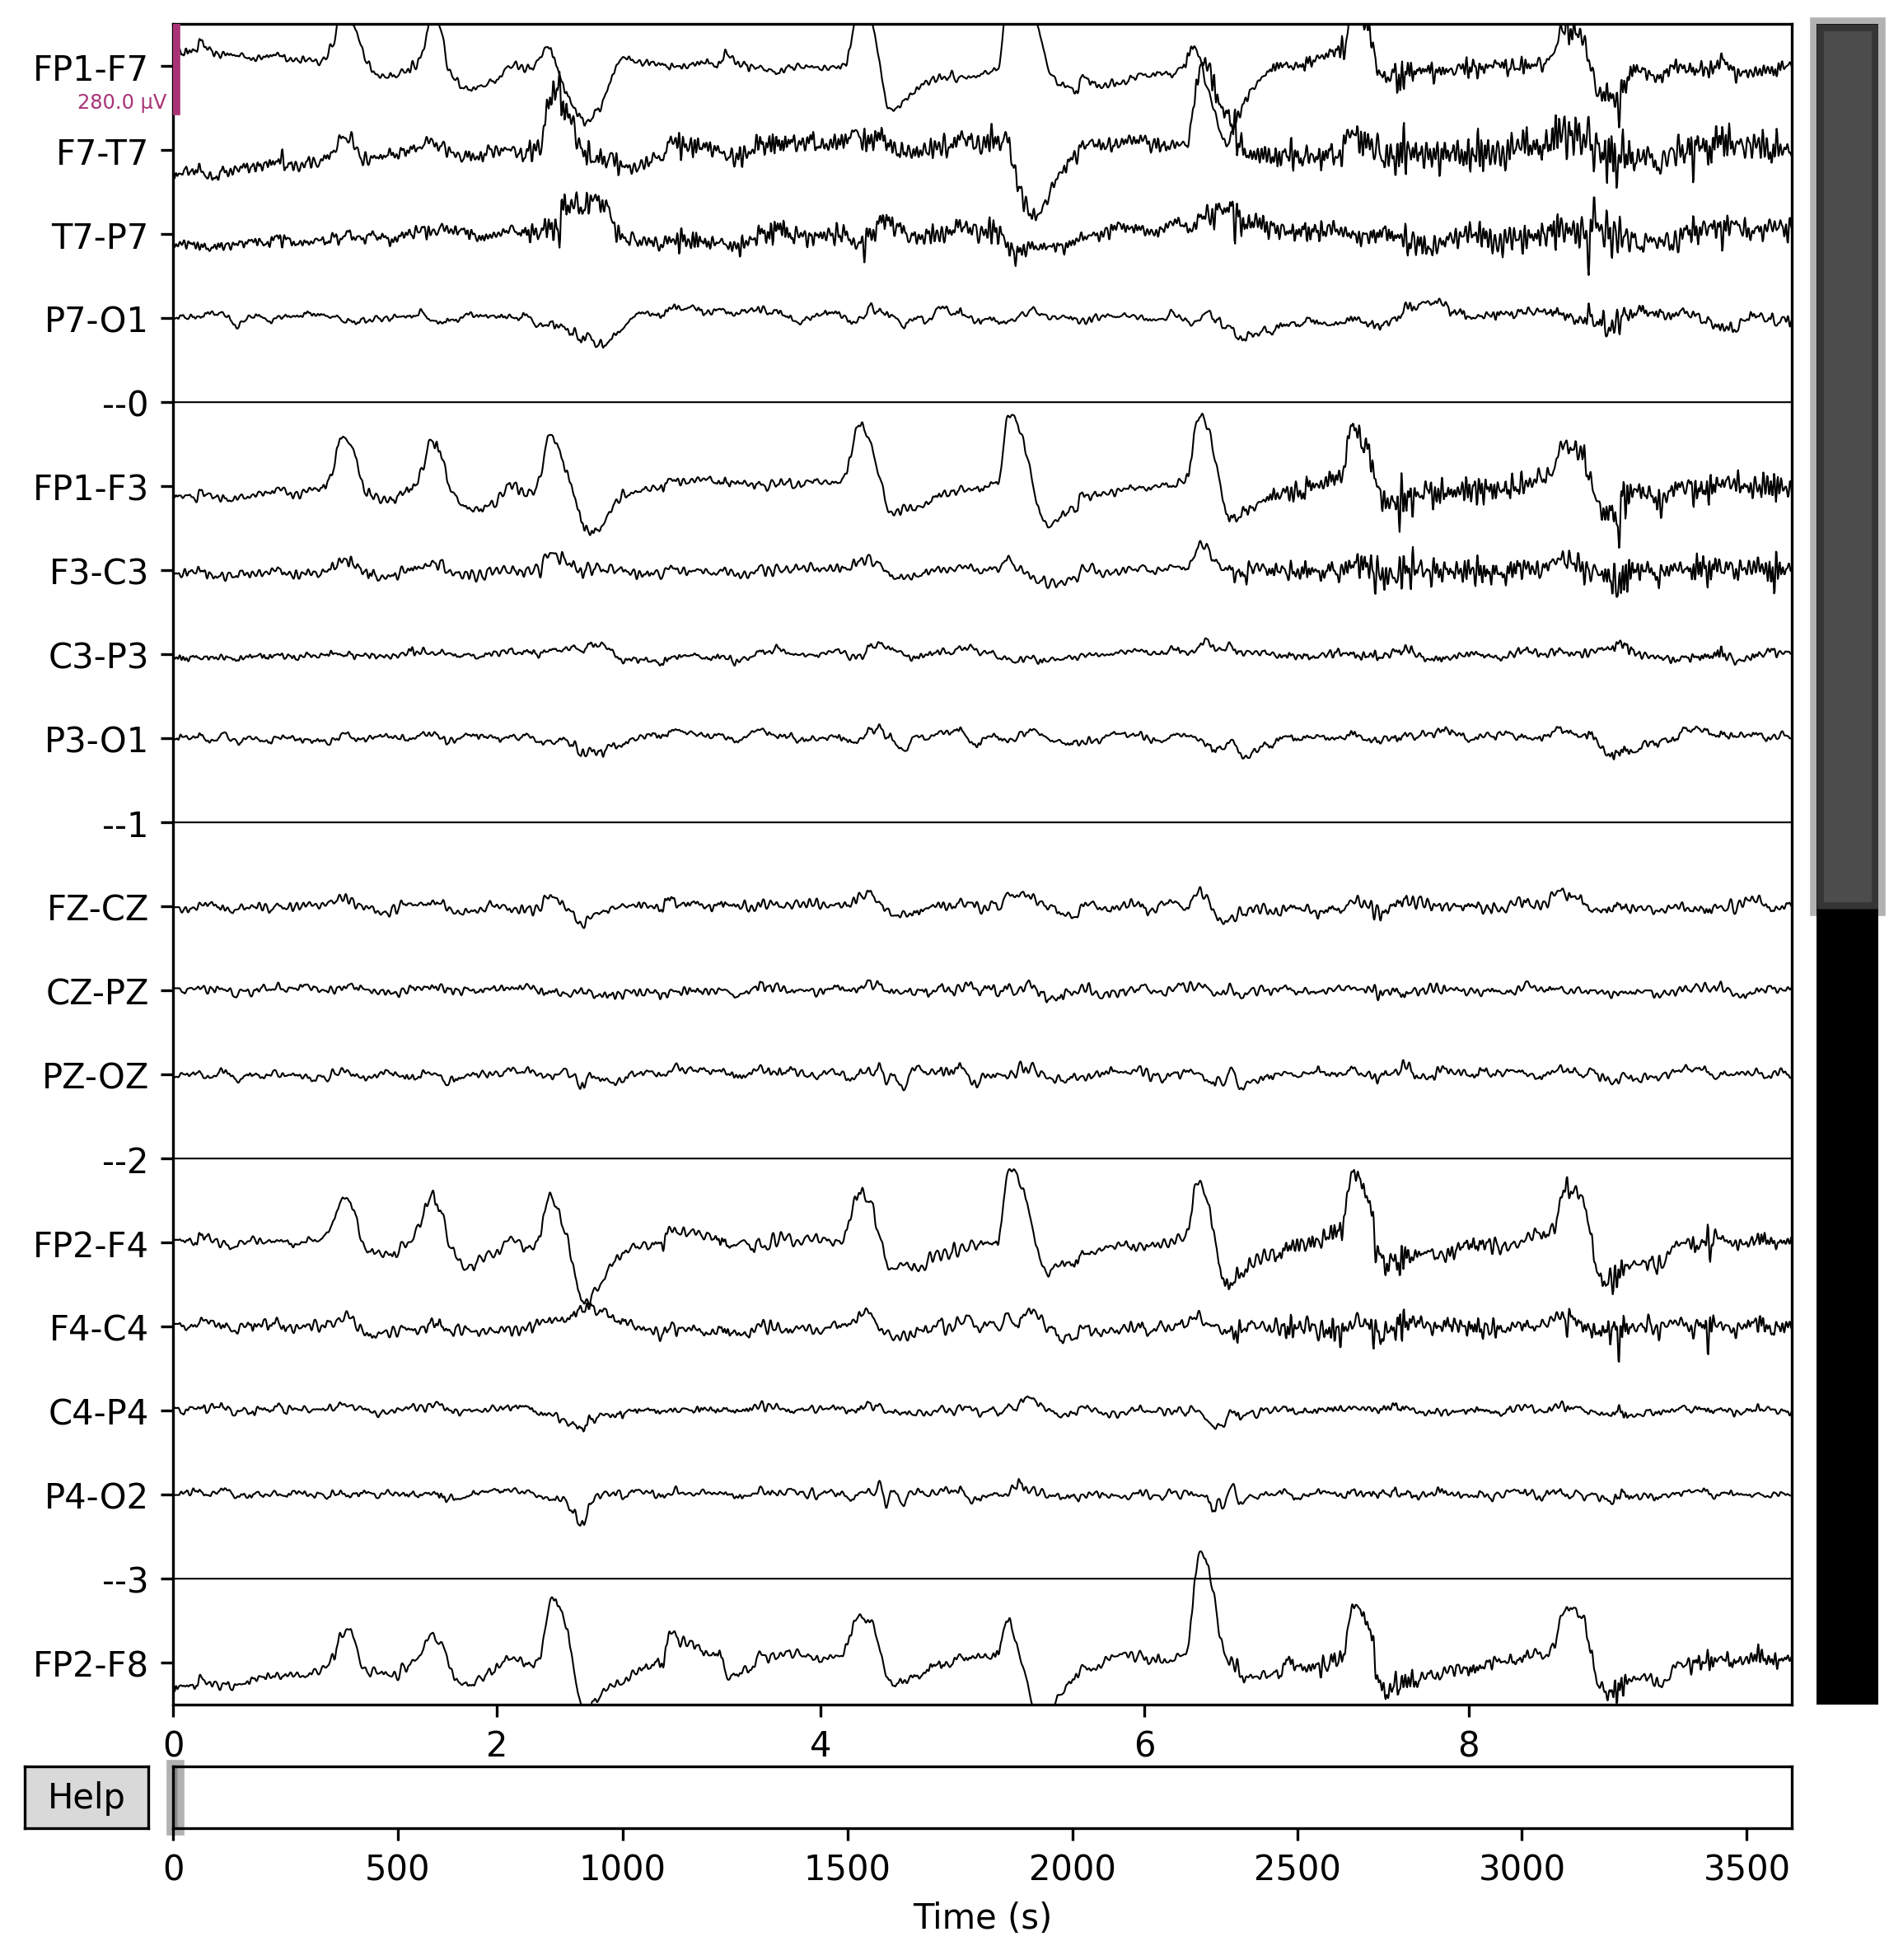 FP1-F7
280.0 µV
F7-T7
T7-P7
P7-O1
--0
FP1-F3
F3-C3
C3-P3
P3-O1
--1
FZ-CZ
CZ-PZ
PZ-OZ
--2
FP2-F4
F4-C4
C4-P4
P4-O2
--3
FP2-F8
0 2 4 6 8
Help
0 500 1000 1500 2000 2500 3000 3500
Time (s)